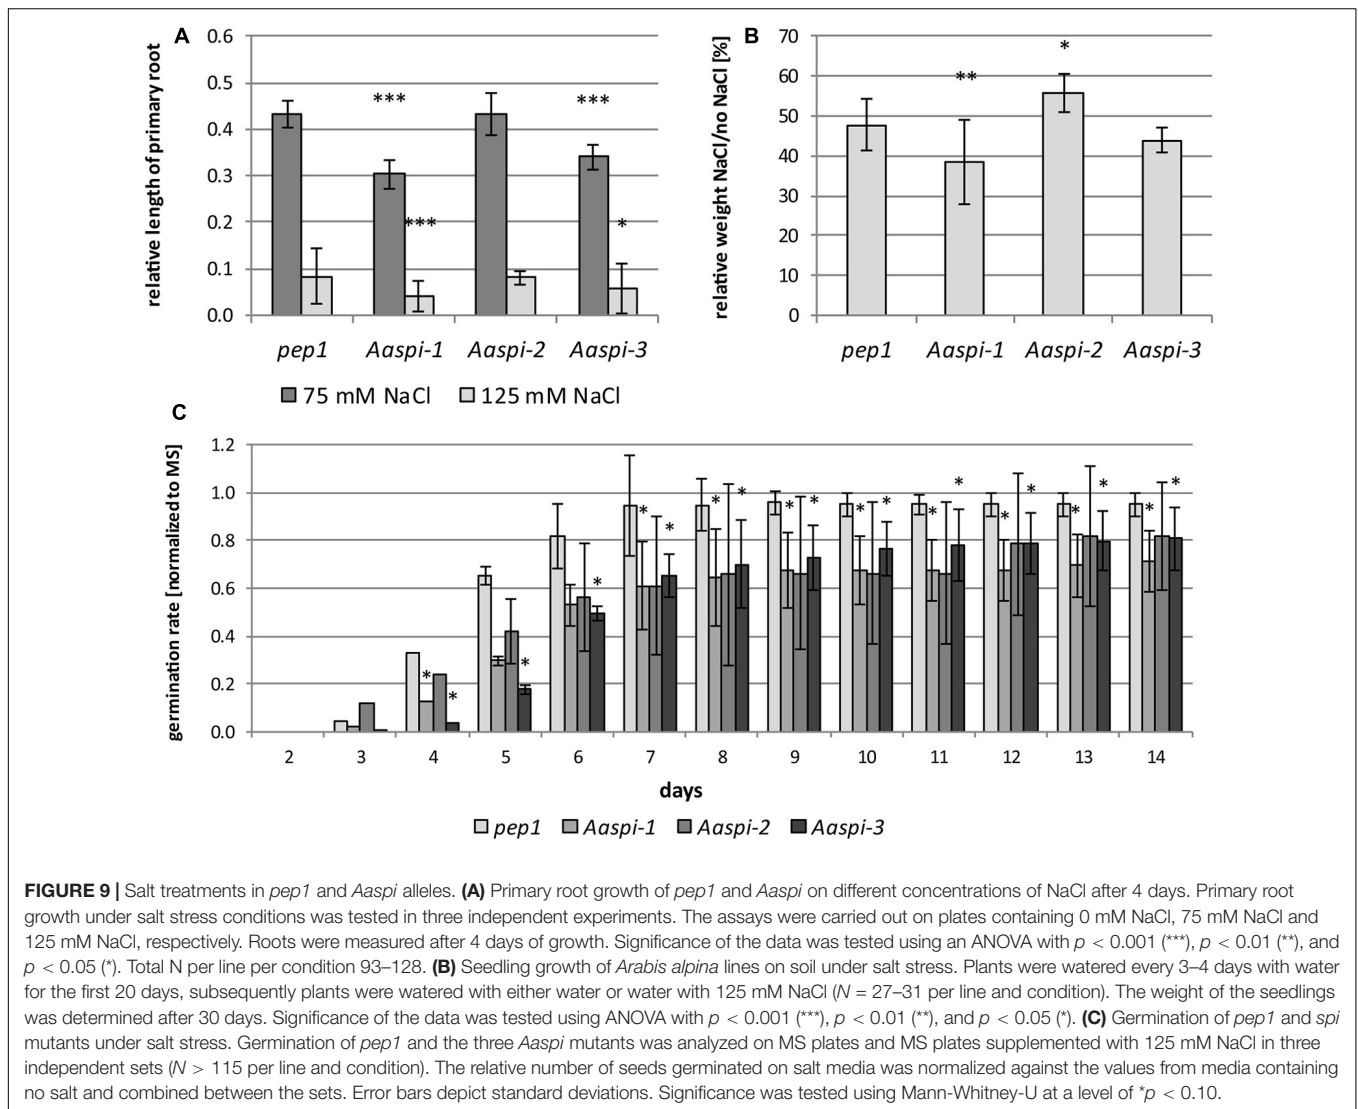 A
relative length of primary root
0.6
0.5
0.4
0.3
0.2
0.1
0.0
***
***
***
*
pep1 Aaspi-1 Aaspi-2 Aaspi-3
75 mM NaCl 125 mM NaCl
B
relative weight NaCl/no NaCl [%]
70
60
50
40
30
20
10
0
**
*
pep1 Aaspi-1 Aaspi-2 Aaspi-3
C
germination rate [normalized to MS]
1.2
1.0
0.8
0.6
0.4
0.2
0.0
* * * * * * * * * * * * * * * * * * * *
2 3 4 5 6 7 8 9 10 11 12 13 14
days
pep1 Aaspi-1 Aaspi-2 Aaspi-3
FIGURE 9 | Salt treatments in pep1 and Aaspi alleles. (A) Primary root growth of pep1 and Aaspi on different concentrations of NaCl after 4 days. Primary root
growth under salt stress conditions was tested in three independent experiments. The assays were carried out on plates containing 0 mM NaCl, 75 mM NaCl and
125 mM NaCl, respectively. Roots were measured after 4 days of growth. Significance of the data was tested using an ANOVA with p < 0.001 (***), p < 0.01 (**), and
p < 0.05 (*). Total N per line per condition 93–128. (B) Seedling growth of Arabis alpina lines on soil under salt stress. Plants were watered every 3–4 days with water
for the first 20 days, subsequently plants were watered with either water or water with 125 mM NaCl (N = 27–31 per line and condition). The weight of the seedlings
was determined after 30 days. Significance of the data was tested using ANOVA with p < 0.001 (***), p < 0.01 (**), and p < 0.05 (*). (C) Germination of pep1 and spi
mutants under salt stress. Germination of pep1 and the three Aaspi mutants was analyzed on MS plates and MS plates supplemented with 125 mM NaCl in three
independent sets (N > 115 per line and condition). The relative number of seeds germinated on salt media was normalized against the values from media containing
no salt and combined between the sets. Error bars depict standard deviations. Significance was tested using Mann-Whitney-U at a level of *p < 0.10.